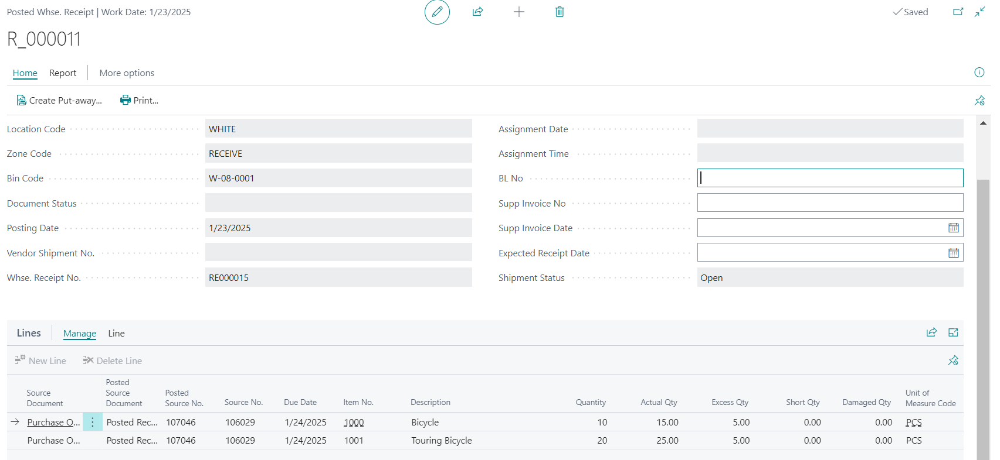 Posted Whse. Receipt | Work Date: 1/23/2025
Saved
R_000011
Home Report More options
Create Put-away... Print...
Location Code WHITE
Zone Code RECEIVE
Bin Code W-08-0001
Document Status
Posting Date 1/23/2025
Vendor Shipment No.
Whse. Receipt No. RE000015
Assignment Date
Assignment Time
BL No
Supp Invoice No
Supp Invoice Date
Expected Receipt Date
Shipment Status Open
Lines Manage Line
New Line Delete Line
Source Document Posted Source Document Posted Source No. Source No. Due Date Item No. Description Quantity Actual Qty Excess Qty Short Qty Damaged Qty Unit of Measure Code
Purchase O... Posted Rec... 107046 106029 1/24/2025 1000 Bicycle 10 15.00 5.00 0.00 0.00 PCS
Purchase O... Posted Rec... 107046 106029 1/24/2025 1001 Touring Bicycle 20 25.00 5.00 0.00 0.00 PCS